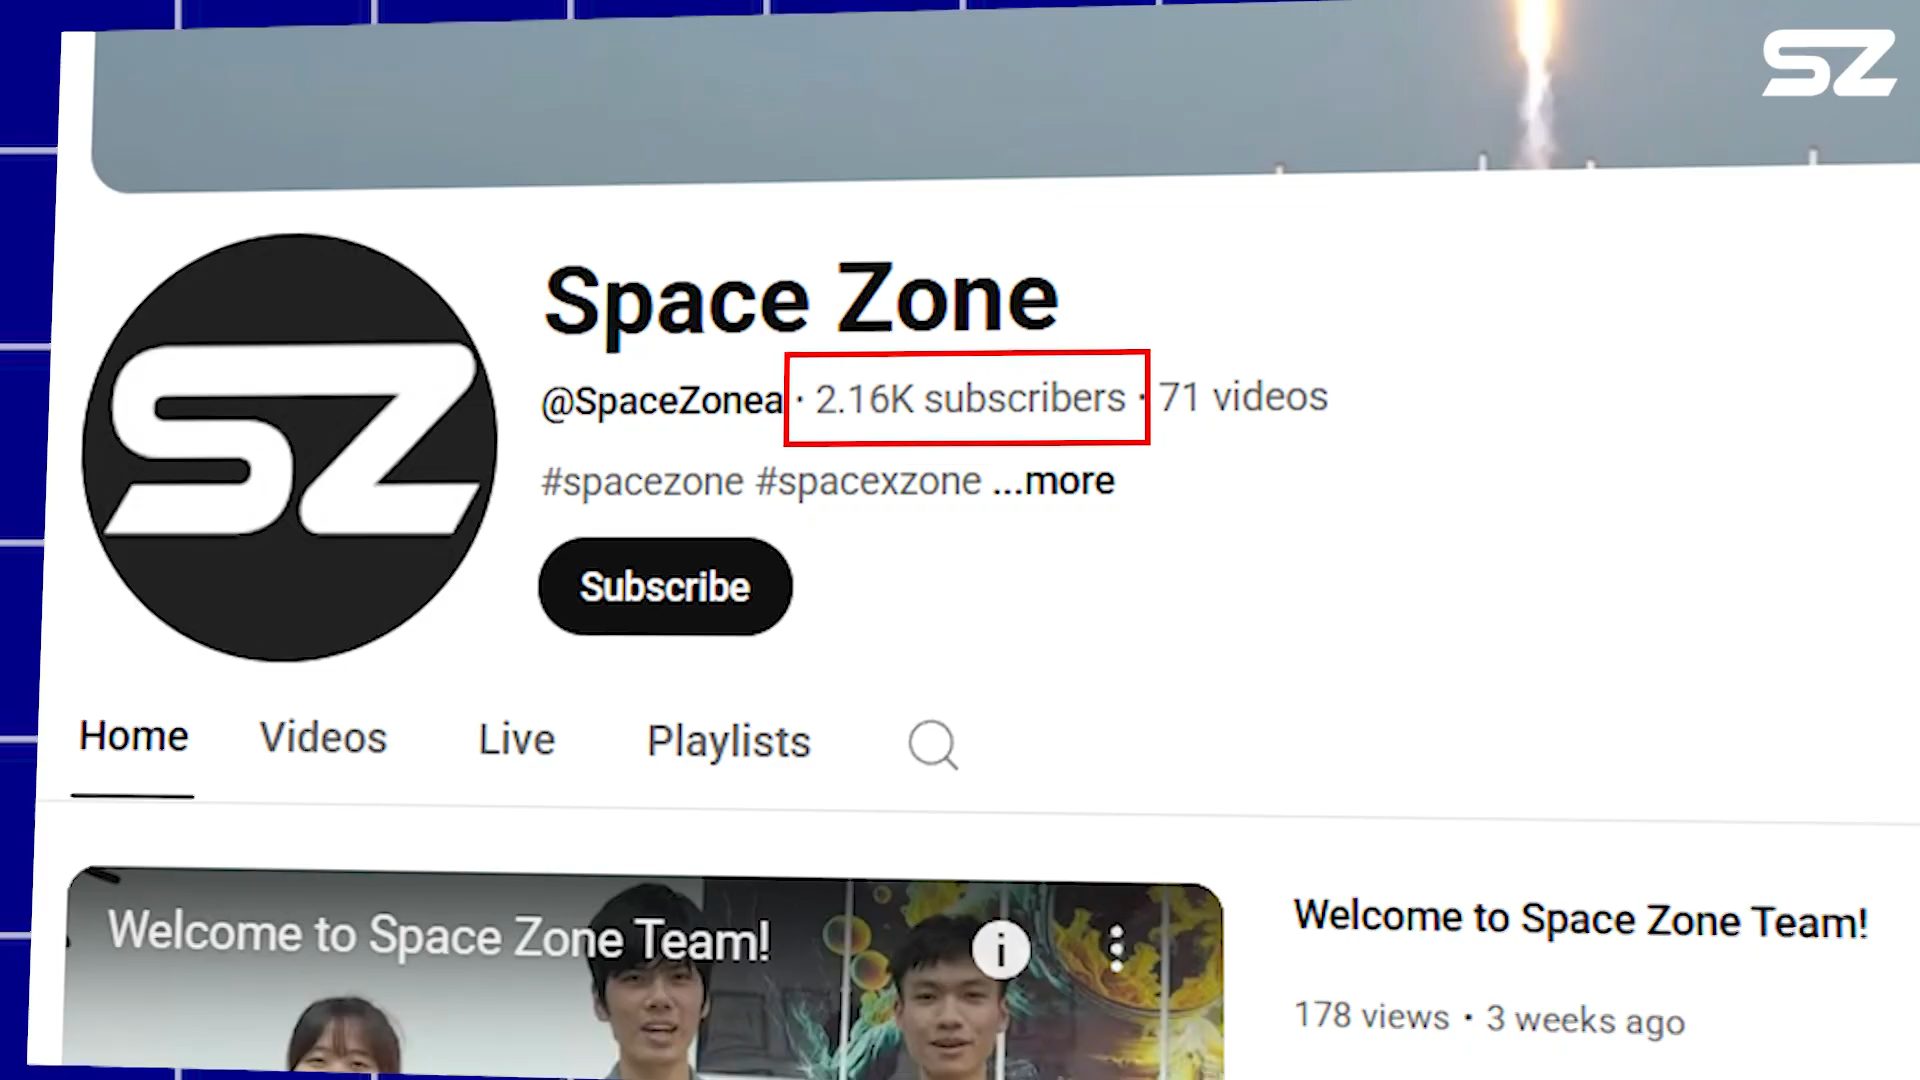 SZ
SZ
Space Zone
@SpaceZonea · 2.16K subscribers · 71 videos
#spacezone #spacexzone ...more
Subscribe
Home Videos Live Playlists
Welcome to Space Zone Team!
i
Welcome to Space Zone Team!
178 views · 3 weeks ago